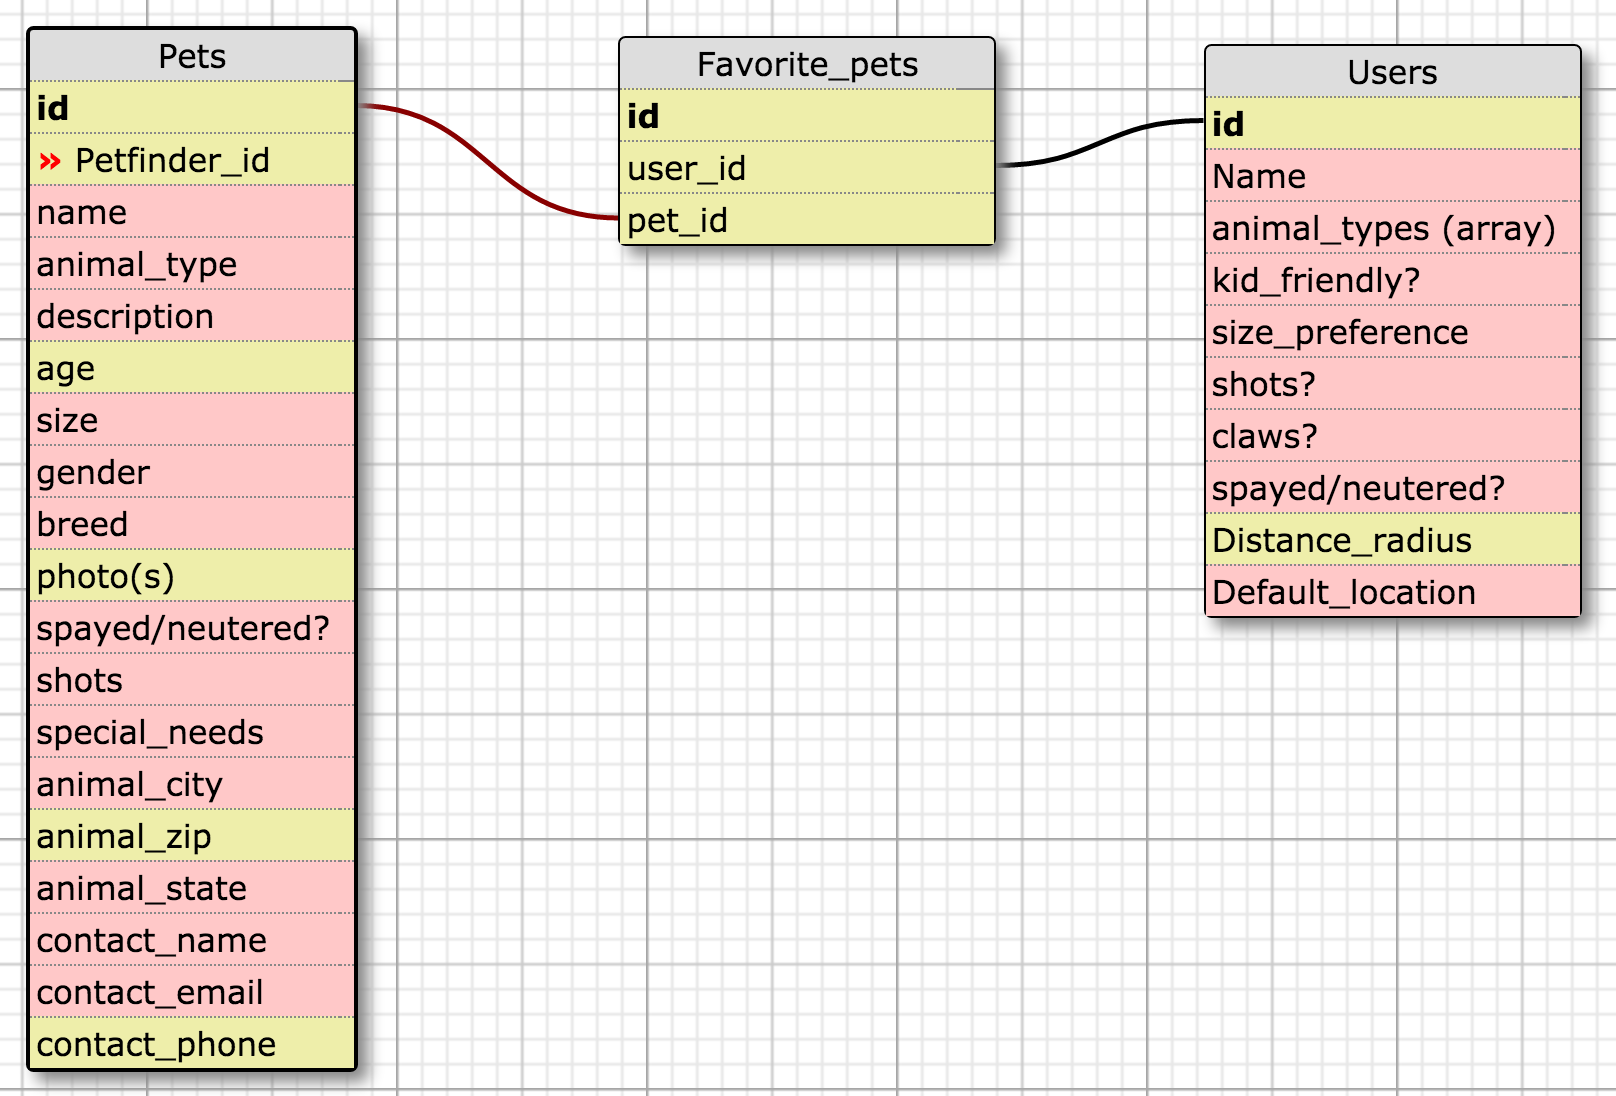 Pets
id
» Petfinder_id
name
animal_type
description
age
size
gender
breed
photo(s)
spayed/neutered?
shots
special_needs
animal_city
animal_zip
animal_state
contact_name
contact_email
contact_phone
Favorite_pets
id
user_id
pet_id
Users
id
Name
animal_types (array)
kid_friendly?
size_preference
shots?
claws?
spayed/neutered?
Distance_radius
Default_location